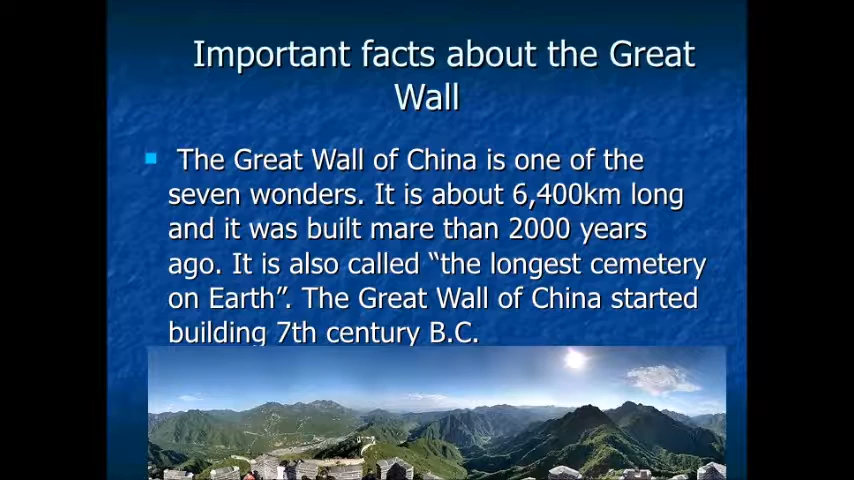 Important facts about the Great
Wall
The Great Wall of China is one of the
seven wonders. It is about 6,400km long
and it was built mare than 2000 years
ago. It is also called “the longest cemetery
on Earth”. The Great Wall of China started
building 7th century B.C.